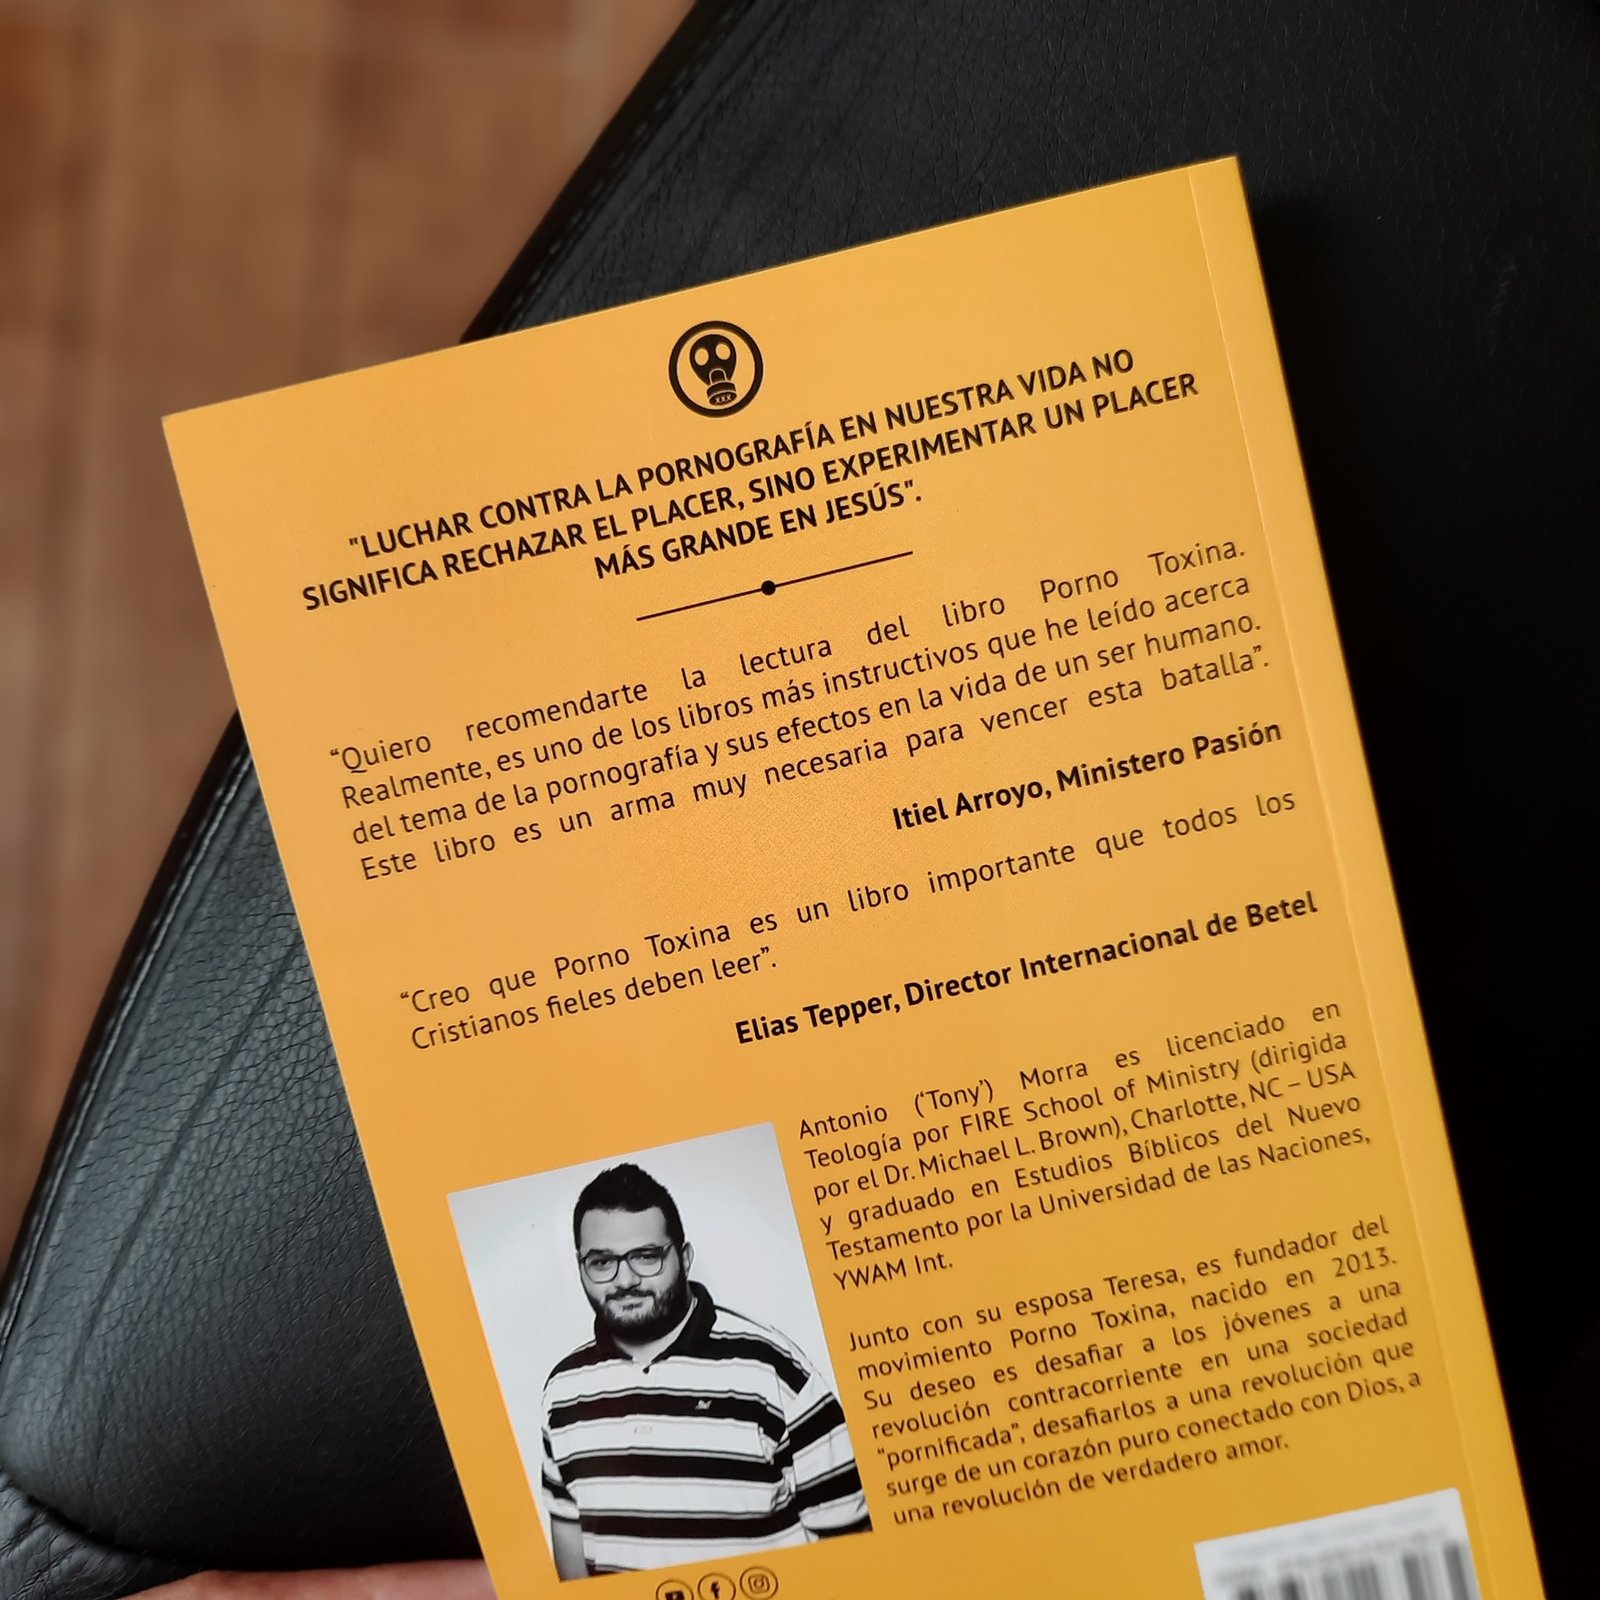 XXX
"LUCHAR CONTRA LA PORNOGRAFÍA EN NUESTRA VIDA NO
SIGNIFICA RECHAZAR EL PLACER, SINO EXPERIMENTAR UN PLACER
MÁS GRANDE EN JESÚS".
“Quiero recomendarte la lectura del libro Porno Toxina.
Realmente, es uno de los libros más instructivos que he leído acerca
del tema de la pornografía y sus efectos en la vida de un ser humano.
Este libro es un arma muy necesaria para vencer esta batalla”.
Itiel Arroyo, Ministero Pasión
“Creo que Porno Toxina es un libro importante que todos los
Cristianos fieles deben leer”.
Elias Tepper, Director Internacional de Betel
Antonio (‘Tony’) Morra es licenciado en
Teología por FIRE School of Ministry (dirigida
por el Dr. Michael L. Brown), Charlotte, NC – USA
y graduado en Estudios Bíblicos del Nuevo
Testamento por la Universidad de las Naciones,
YWAM Int.
Junto con su esposa Teresa, es fundador del
movimiento Porno Toxina, nacido en 2013.
Su deseo es desafiar a los jóvenes a una
revolución contracorriente en una sociedad
“pornificada”, desafiarlos a una revolución que
surge de un corazón puro conectado con Dios, a
una revolución de verdadero amor.